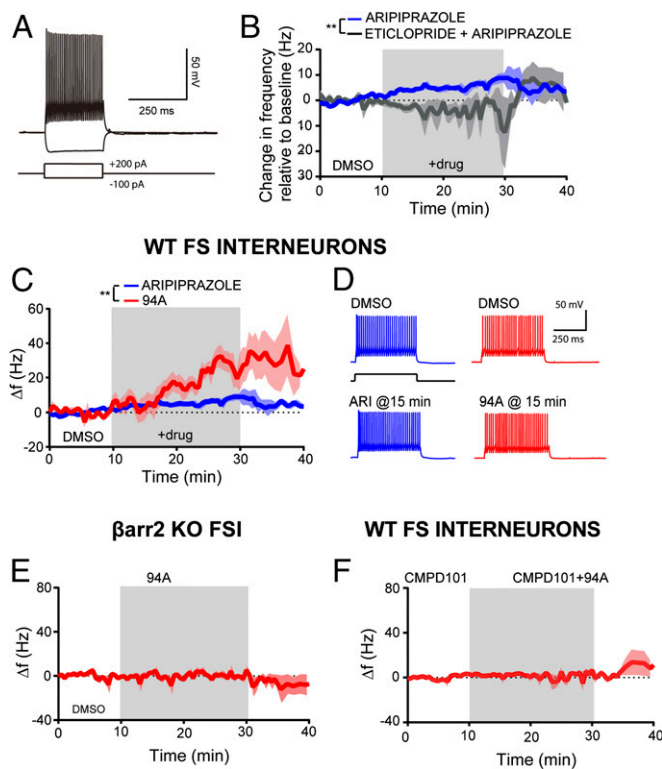 A
50 mV
250 ms
+200 pA
-100 pA
B
** ARIPIPRAZOLE
ETICLOPRIDE + ARIPIPRAZOLE
Change in frequency
relative to baseline (Hz)
20
10
0
10
20
30
DMSO
+drug
0 10 20 30 40
Time (min)
WT FS INTERNEURONS
C
** ARIPIPRAZOLE
94A
Δf (Hz)
60
40
20
0
-20
DMSO
+drug
0 10 20 30 40
Time (min)
D
DMSO
DMSO
50 mV
250 ms
ARI @15 min
94A @ 15 min
βarr2 KO FSI
E
94A
Δf (Hz)
80
40
0
-40
DMSO
0 10 20 30 40
Time (min)
WT FS INTERNEURONS
F
CMPD101
CMPD101+94A
Δf (Hz)
80
40
0
-40
0 10 20 30 40
Time (min)